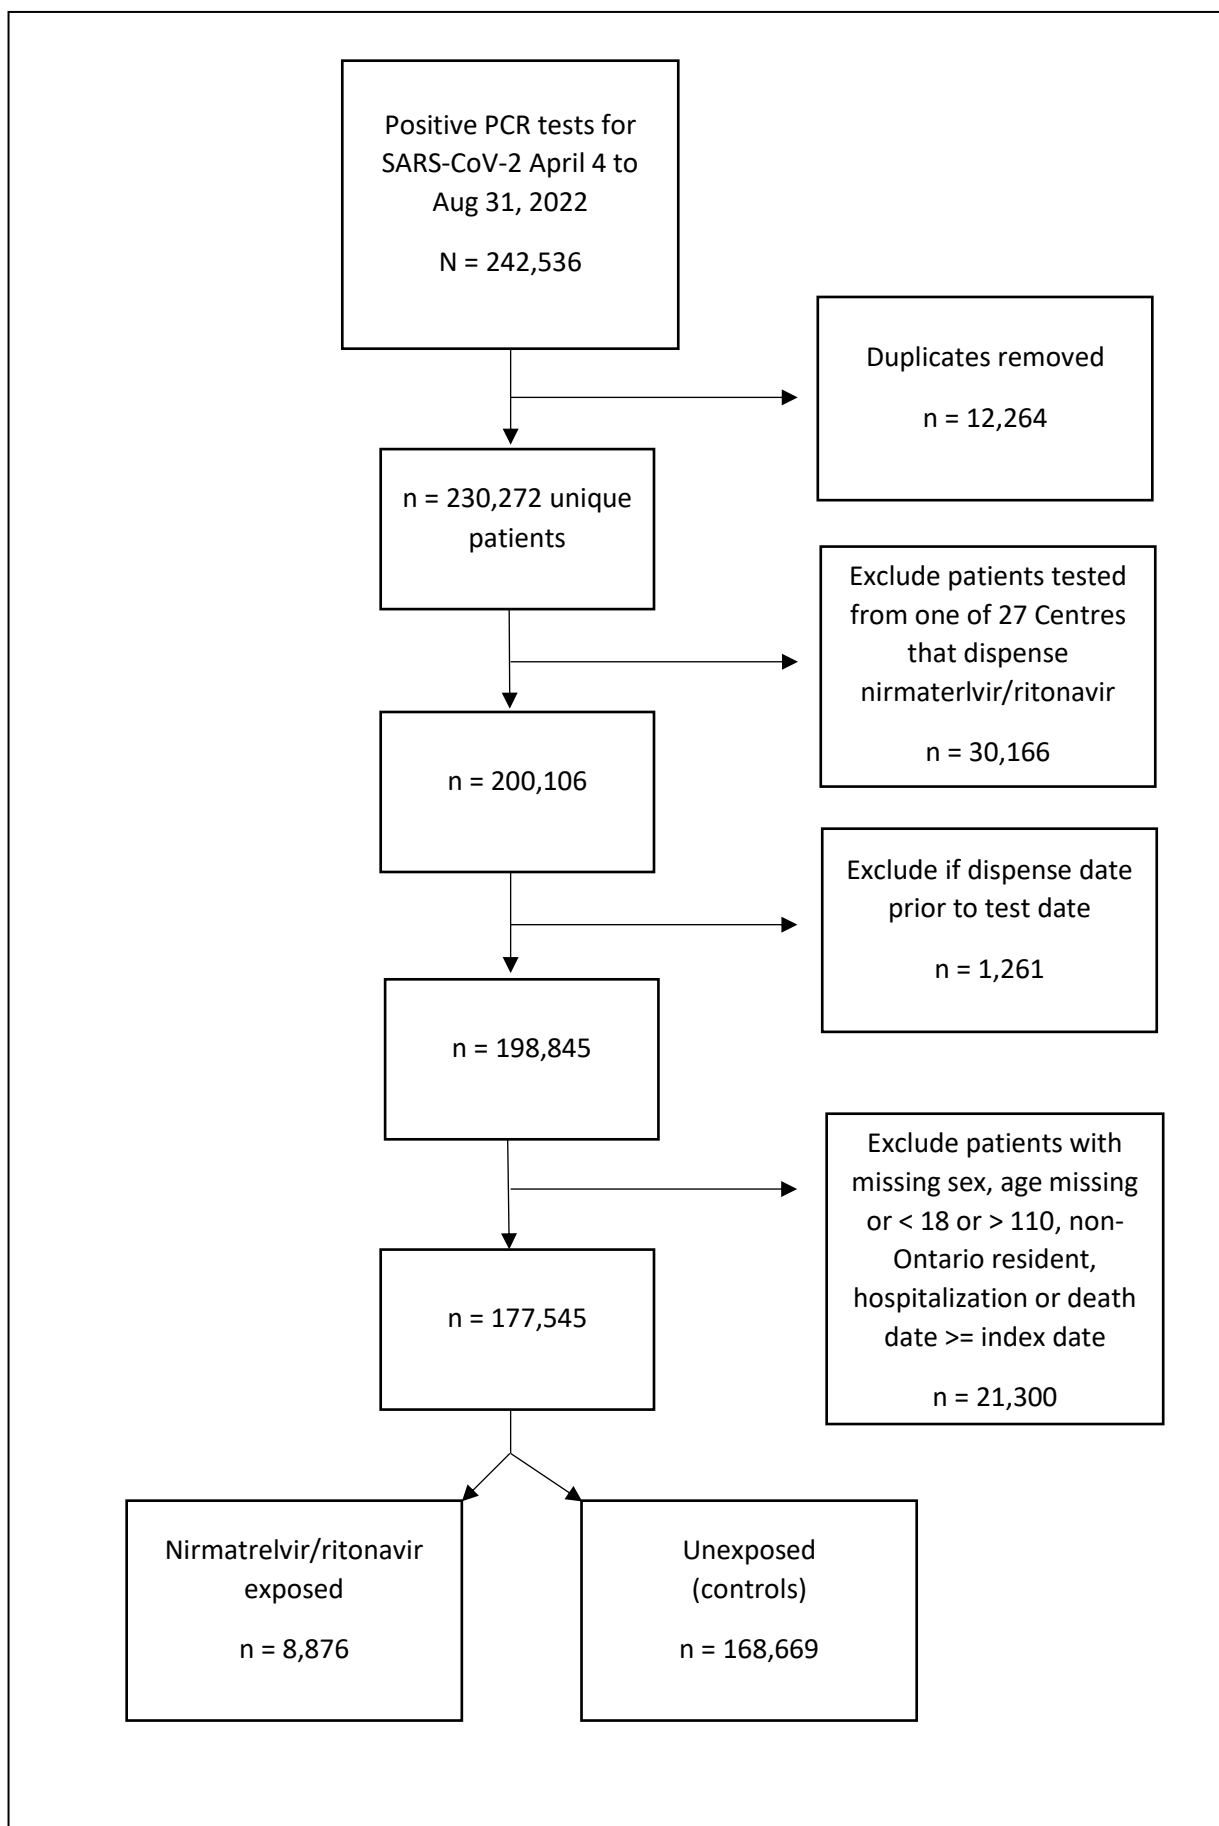 Positive PCR tests for
SARS-CoV-2 April 4 to
Aug 31, 2022
N = 242,536
Duplicates removed
n = 12,264
n = 230,272 unique
patients
Exclude patients tested
from one of 27 Centres
that dispense
nirmaterlvir/ritonavir
n = 30,166
n = 200,106
Exclude if dispense date
prior to test date
n = 1,261
n = 198,845
Exclude patients with
missing sex, age missing
or < 18 or > 110, non-
Ontario resident,
hospitalization or death
date >= index date
n = 21,300
n = 177,545
Nirmatrelvir/ritonavir
exposed
n = 8,876
Unexposed
(controls)
n = 168,669